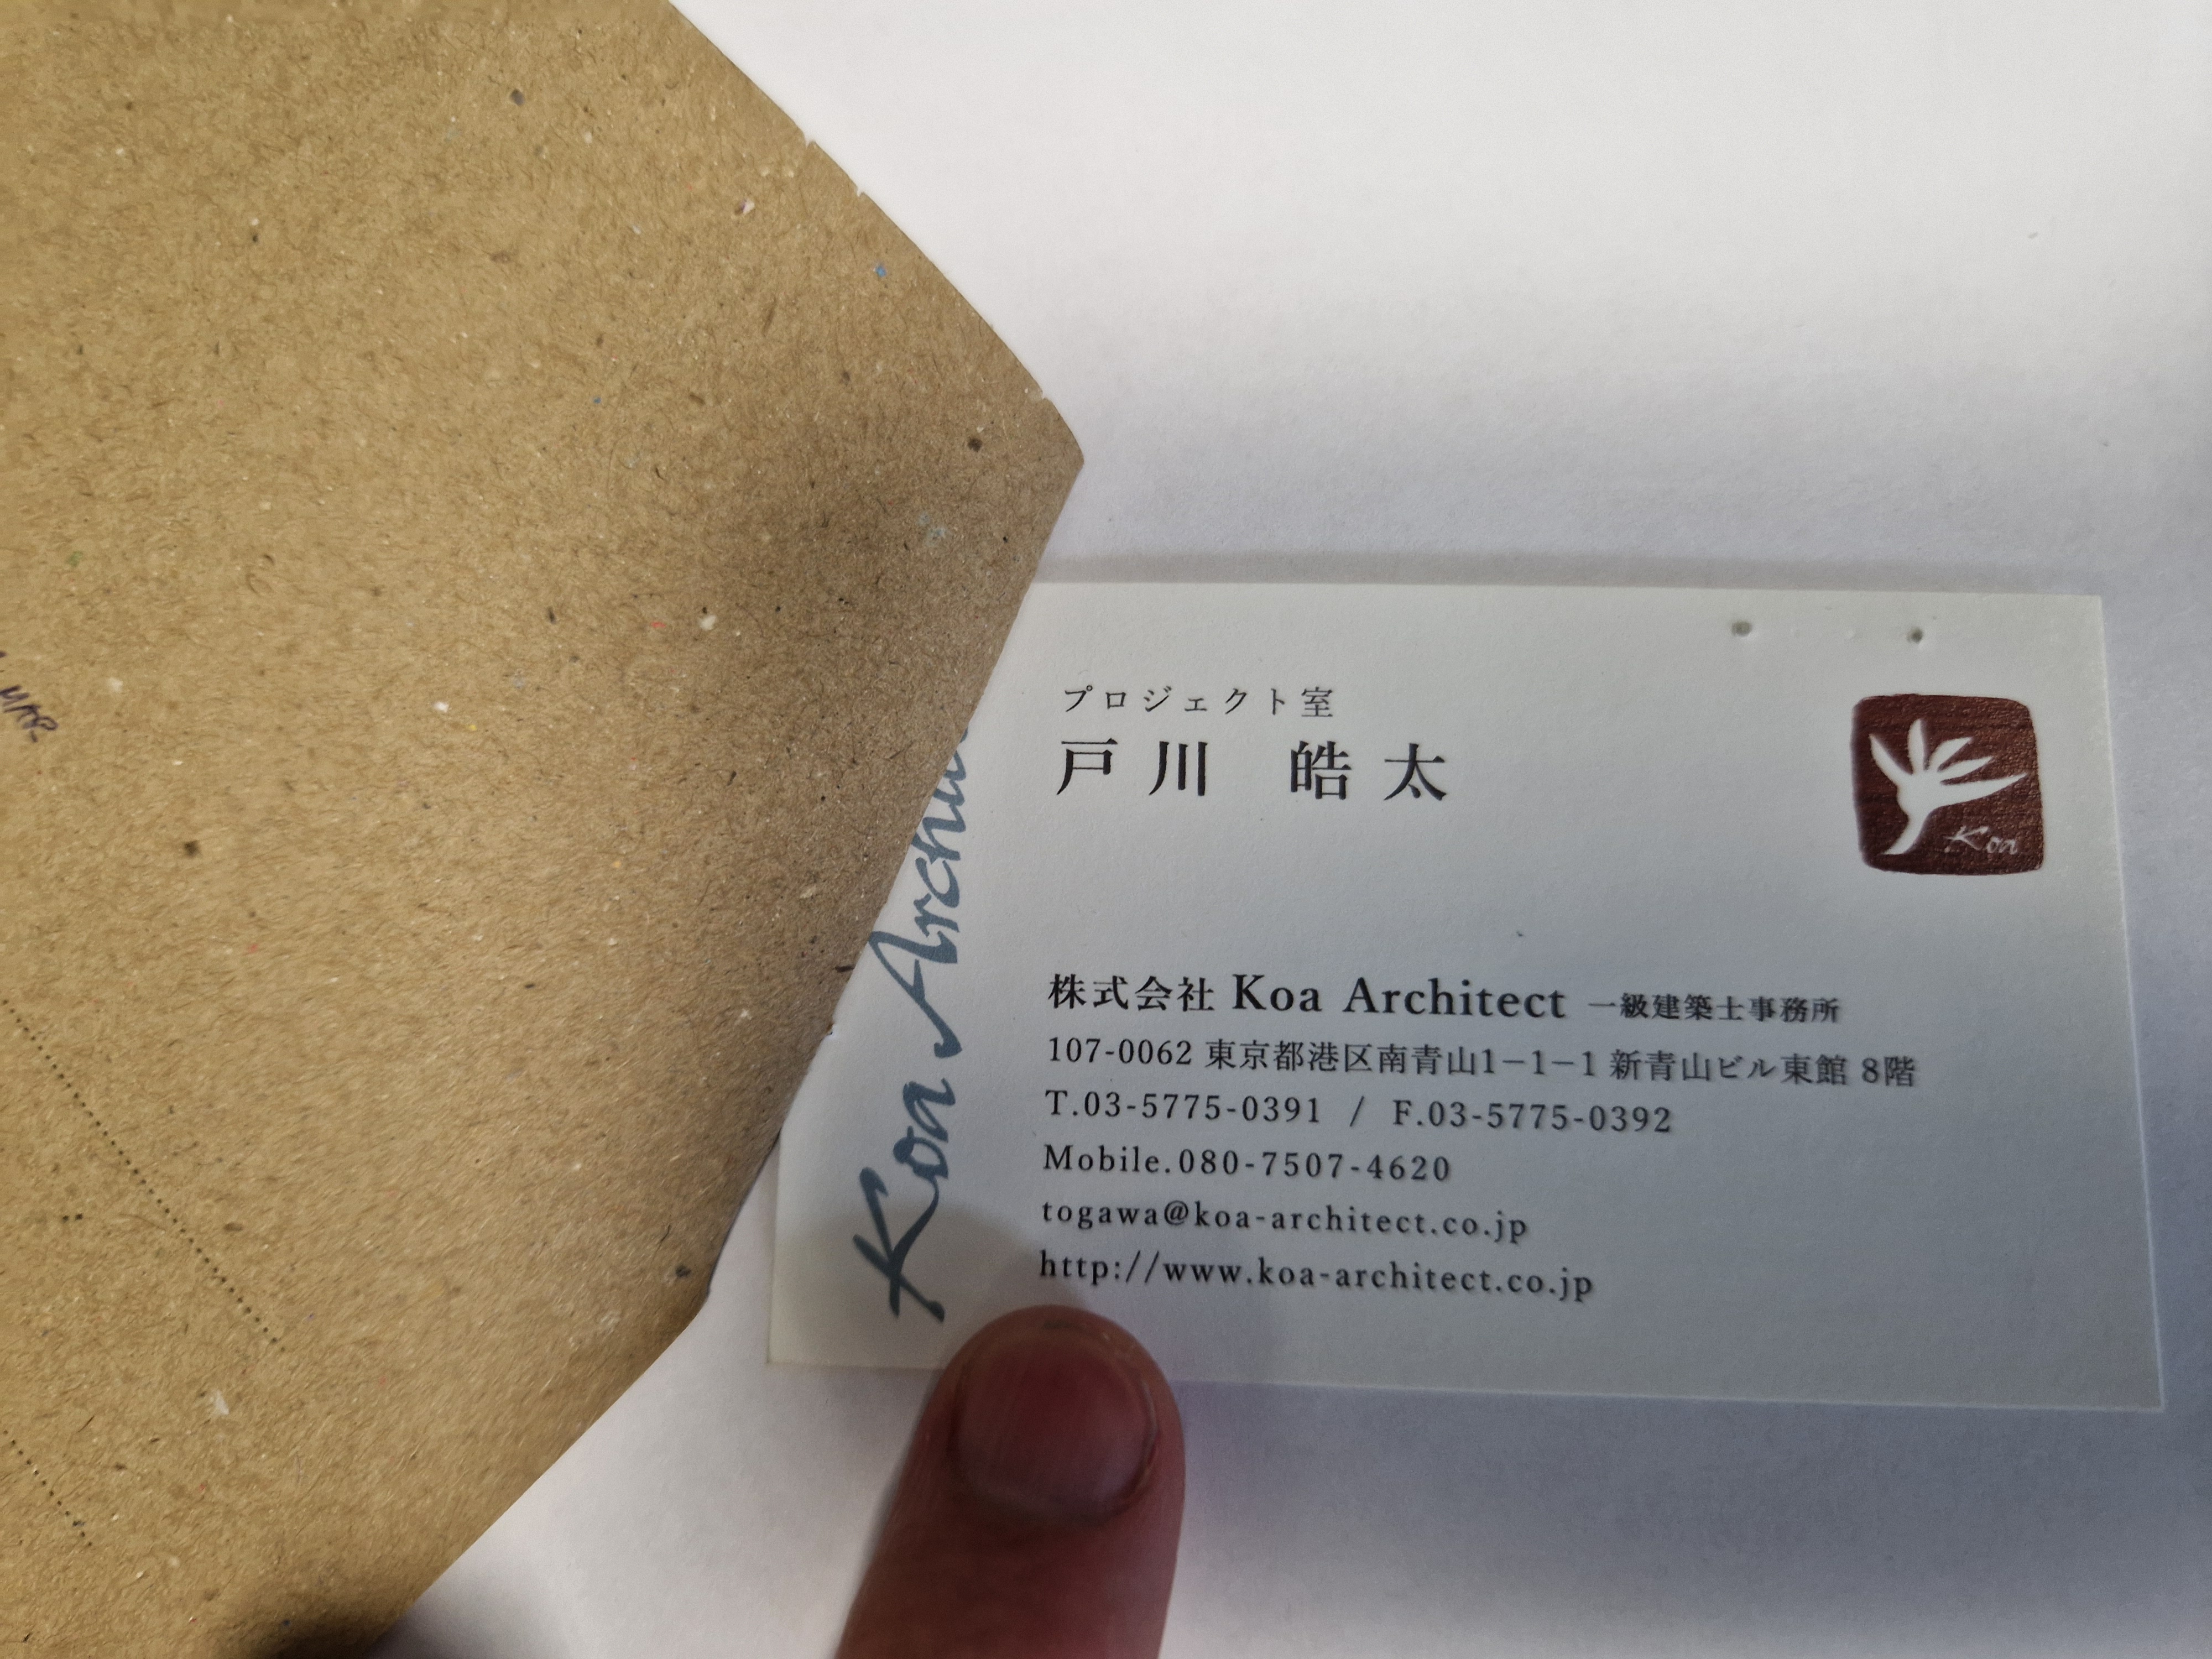 プロジェクト室
戸川 皓太
Koa
株式会社 Koa Architect 一級建築士事務所
107-0062 東京都港区南青山1−1−1 新青山ビル東館 8階
T.03-5775-0391 / F.03-5775-0392
Mobile.080-7507-4620
togawa@koa-architect.co.jp
http://www.koa-architect.co.jp
Koa